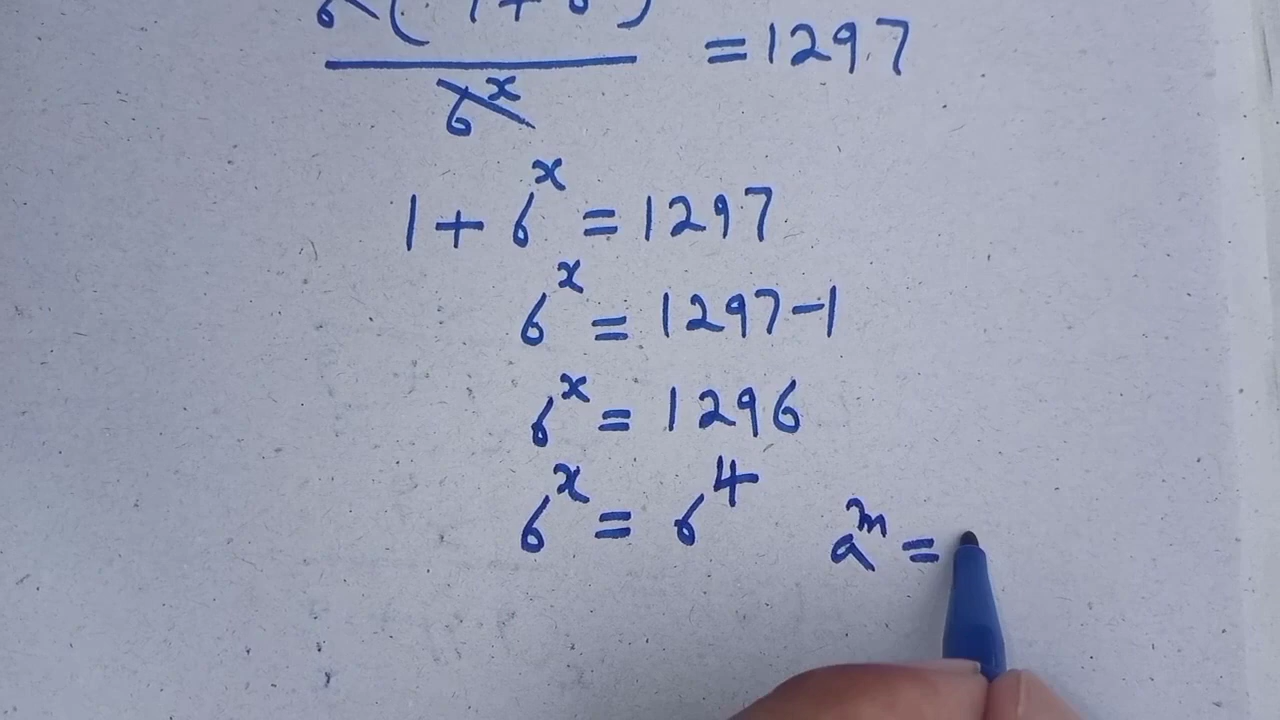 = 1297
6^x
1 + 6^x = 1297
6^x = 1297 - 1
6^x = 1296
6^x = 6^4
a^m =